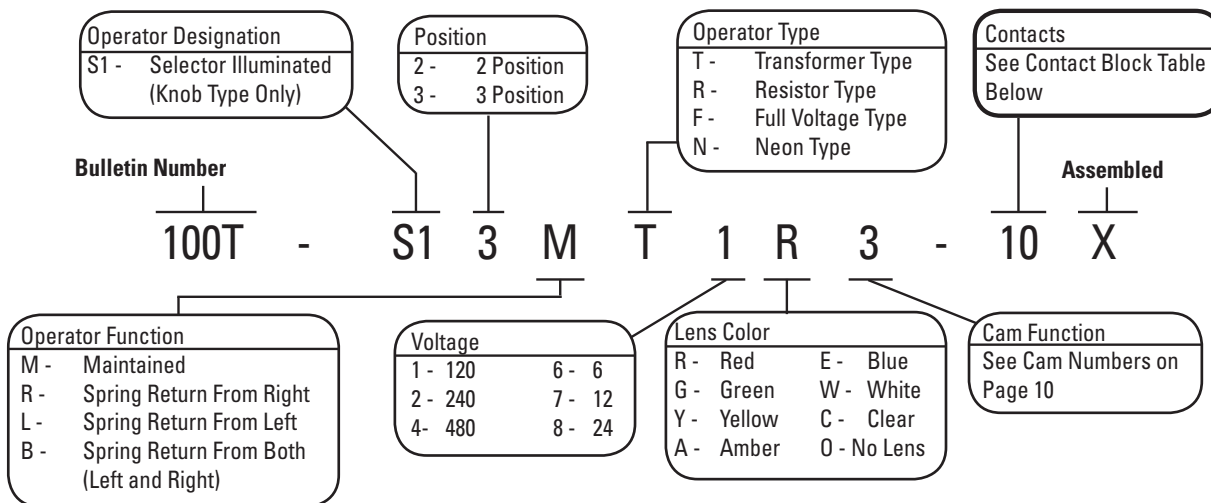 Operator Designation
S1 - Selector Illuminated
(Knob Type Only)
Position
2 - 2 Position
3 - 3 Position
Operator Type
T - Transformer Type
R - Resistor Type
F - Full Voltage Type
N - Neon Type
Contacts
See Contact Block Table
Below
Bulletin Number
Assembled
100T - S1 3 M T 1 R 3 - 10 X
Operator Function
M - Maintained
R - Spring Return From Right
L - Spring Return From Left
B - Spring Return From Both
(Left and Right)
Voltage
1 - 120 6 - 6
2 - 240 7 - 12
4- 480 8 - 24
Lens Color
R - Red E - Blue
G - Green W - White
Y - Yellow C - Clear
A - Amber O - No Lens
Cam Function
See Cam Numbers on
Page 10